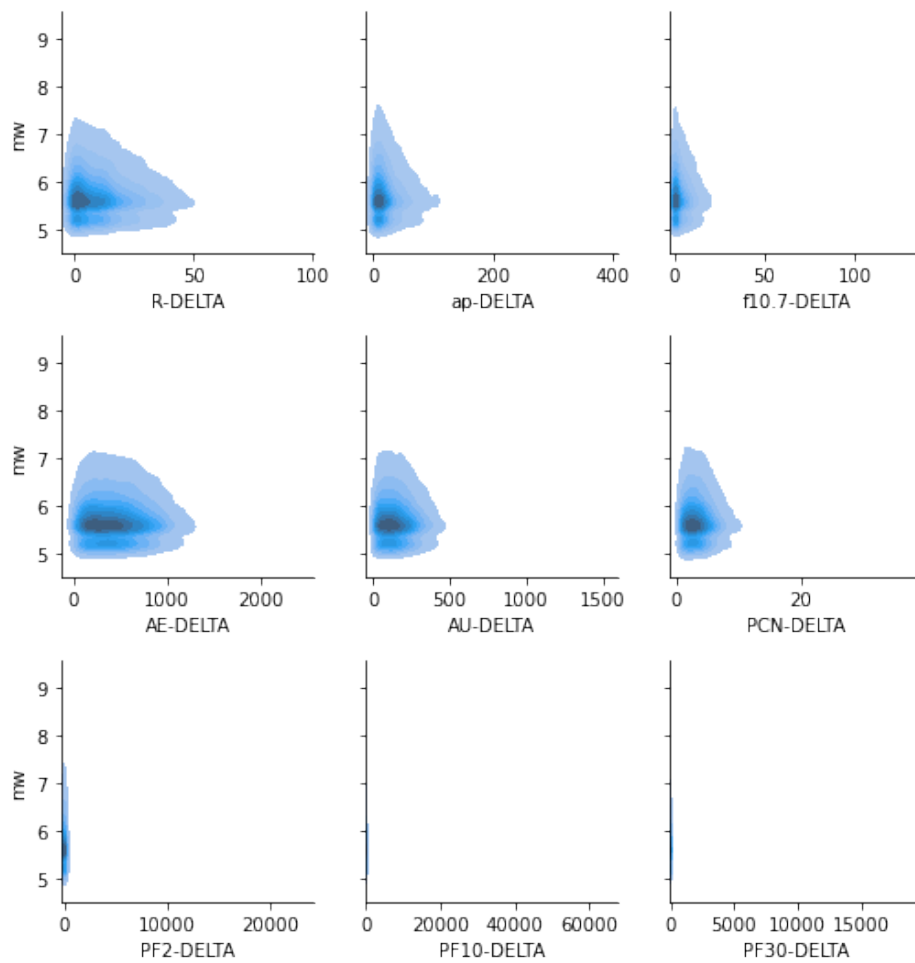 9
8
7
6
5
mw
0 50 100
R-DELTA
0 200 400
ap-DELTA
0 50 100
f10.7-DELTA
9
8
7
6
5
mw
0 1000 2000
AE-DELTA
0 500 1000 1500
AU-DELTA
0 20
PCN-DELTA
9
8
7
6
5
mw
0 10000 20000
PF2-DELTA
0 20000 40000 60000
PF10-DELTA
0 5000 10000 15000
PF30-DELTA